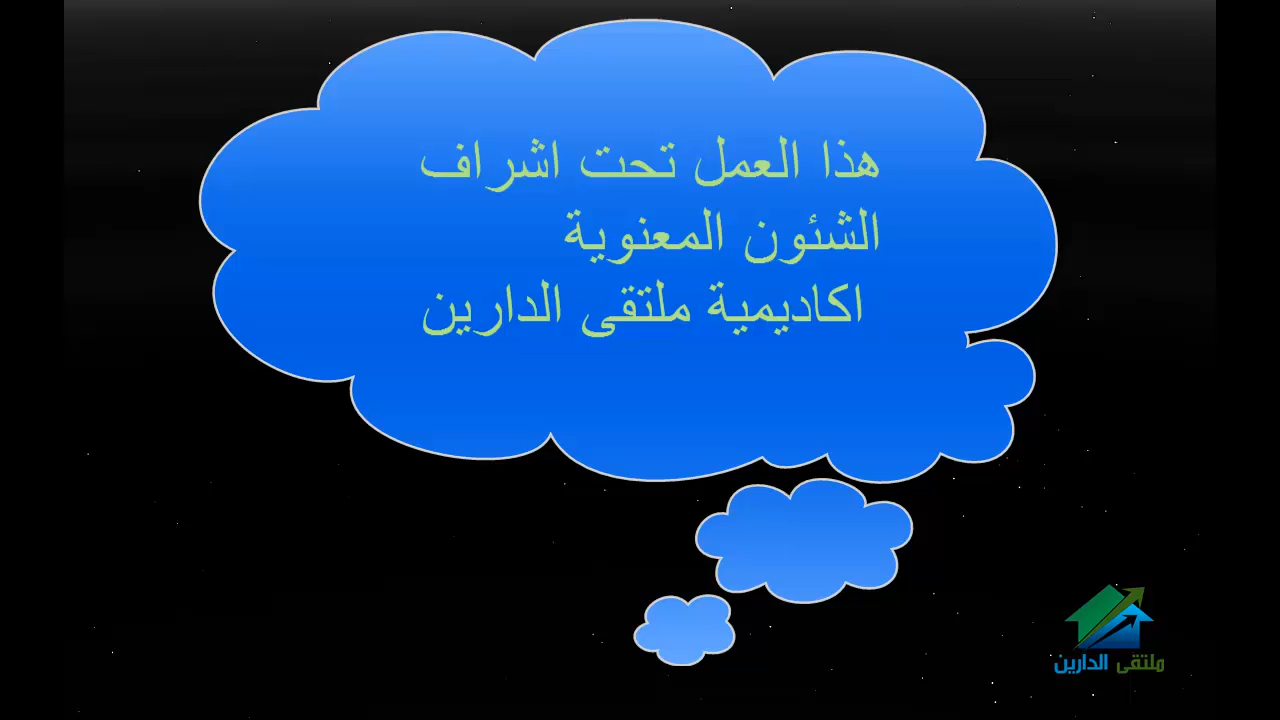 هذا العمل تحت اشراف
الشئون المعنوية
اكاديمية ملتقى الدارين
ملتقى الدارين